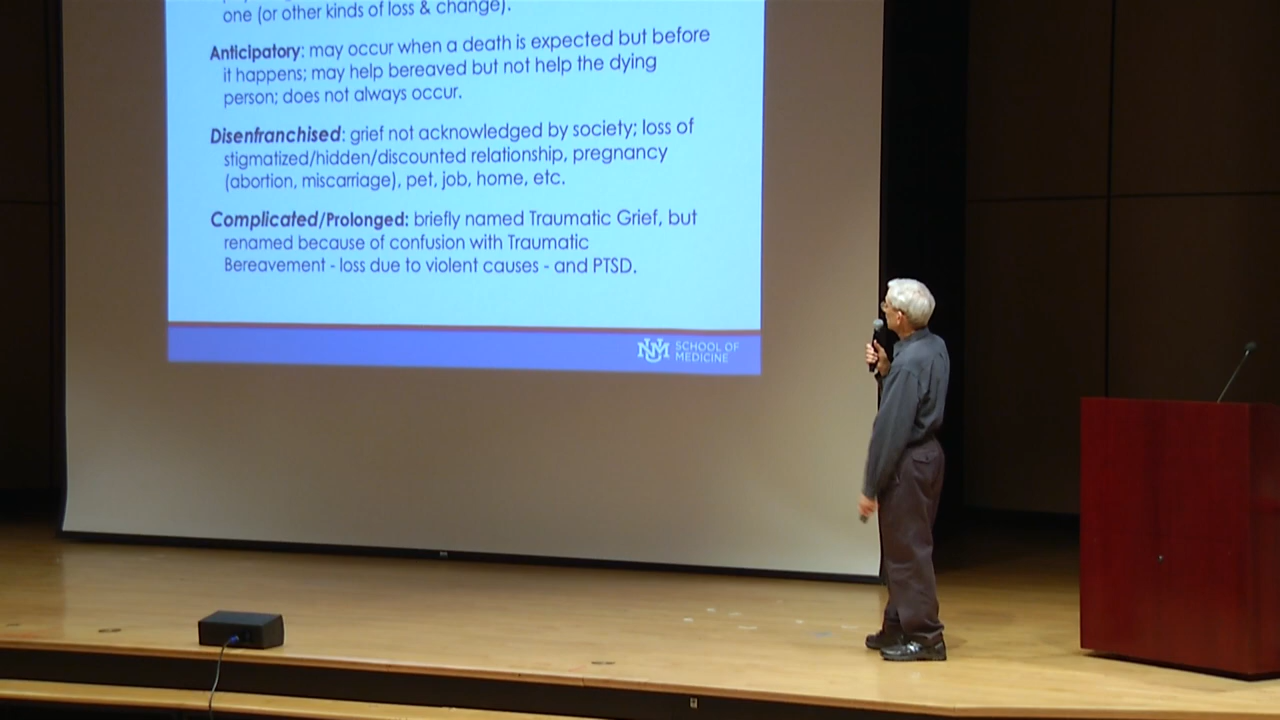 one (or other kinds of loss & change).
Anticipatory: may occur when a death is expected but before
it happens; may help bereaved but not help the dying
person; does not always occur.
Disenfranchised: grief not acknowledged by society; loss of
stigmatized/hidden/discounted relationship, pregnancy
(abortion, miscarriage), pet, job, home, etc.
Complicated/Prolonged: briefly named Traumatic Grief, but
renamed because of confusion with Traumatic
Bereavement - loss due to violent causes - and PTSD.
UNM SCHOOL OF
MEDICINE